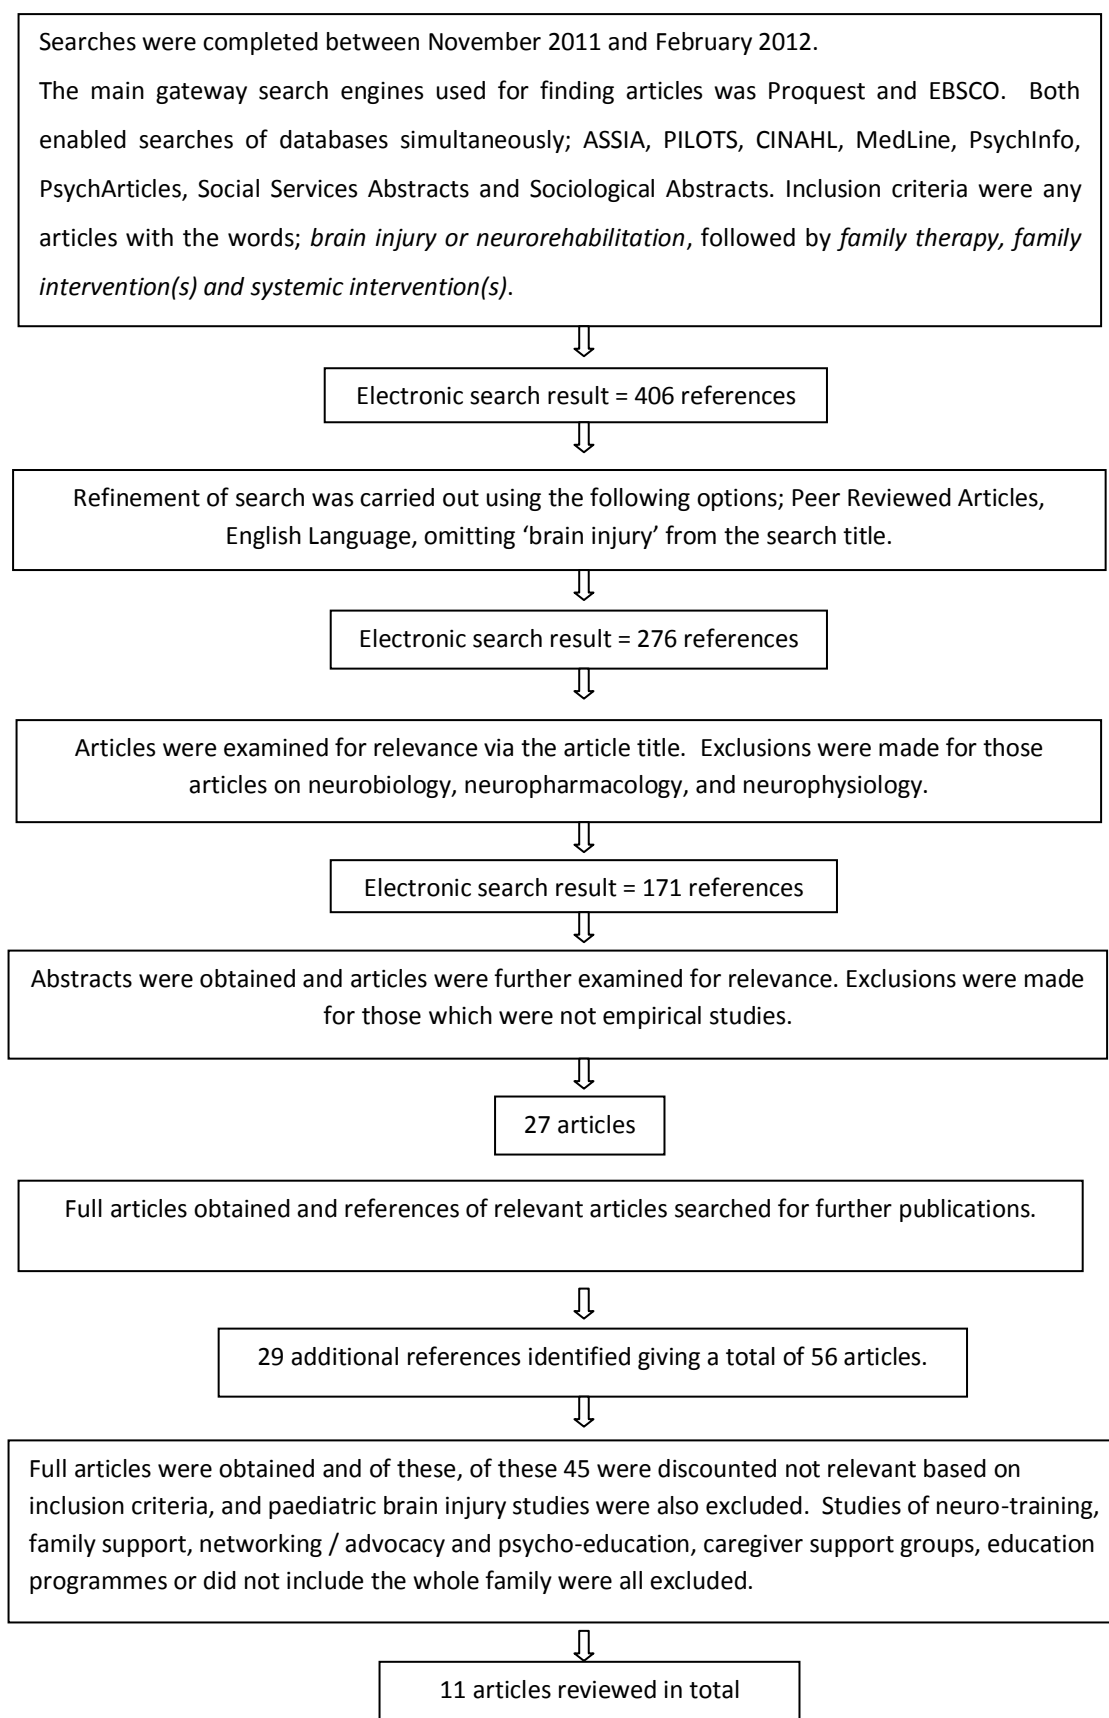 Searches were completed between November 2011 and February 2012.
The main gateway search engines used for finding articles was Proquest and EBSCO. Both
enabled searches of databases simultaneously; ASSIA, PILOTS, CINAHL, MedLine, PsychInfo,
PsychArticles, Social Services Abstracts and Sociological Abstracts. Inclusion criteria were any
articles with the words; brain injury or neurorehabilitation, followed by family therapy, family
intervention(s) and systemic intervention(s).
Electronic search result = 406 references
Refinement of search was carried out using the following options; Peer Reviewed Articles,
English Language, omitting ‘brain injury’ from the search title.
Electronic search result = 276 references
Articles were examined for relevance via the article title. Exclusions were made for those
articles on neurobiology, neuropharmacology, and neurophysiology.
Electronic search result = 171 references
Abstracts were obtained and articles were further examined for relevance. Exclusions were made
for those which were not empirical studies.
27 articles
Full articles obtained and references of relevant articles searched for further publications.
29 additional references identified giving a total of 56 articles.
Full articles were obtained and of these, of these 45 were discounted not relevant based on
inclusion criteria, and paediatric brain injury studies were also excluded. Studies of neuro-training,
family support, networking / advocacy and psycho-education, caregiver support groups, education
programmes or did not include the whole family were all excluded.
11 articles reviewed in total